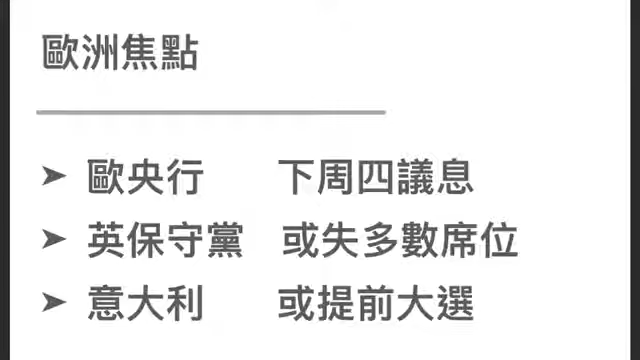 歐洲焦點
➤ 歐央行 下周四議息
➤ 英保守黨 或失多數席位
➤ 意大利 或提前大選